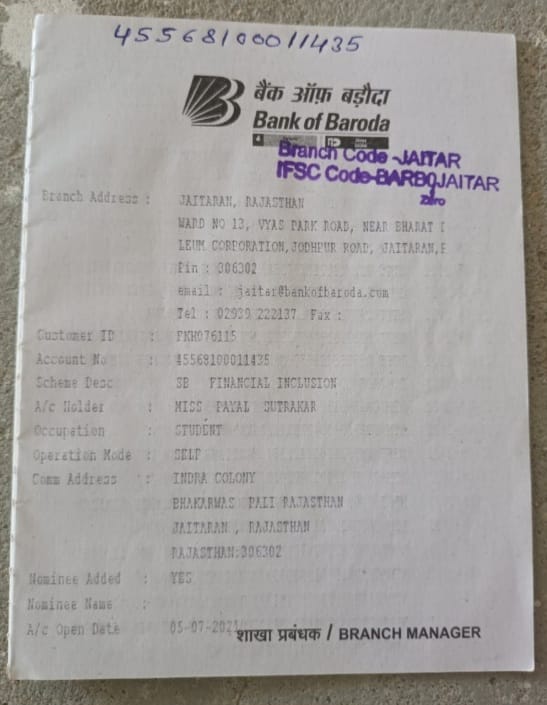 45568100011435
बैंक ऑफ़ बड़ौदा
Bank of Baroda
Branch Code -JAITAR
IFSC Code-BARB0JAITAR
Zero
Branch Address : JAITARAN, RAJASTHAN
WARD NO 13, VYAS PARK ROAD, NEAR BHARAT
LEUM CORPORATION,JODHPUR ROAD, JAITARAN,
Pin : 306302
email : jaitar@bankofbaroda.com
Tel : 02939 222137 Fax :
Customer ID : FKH076115
Account No : 45568100011435
Scheme Desc : SB FINANCIAL INCLUSION
A/c Holder : MISS PAYAL SUTRAKAR
Occupation : STUDENT
Operation Mode : SELF
Comm Address : INDRA COLONY
BHAKARWAS PALI RAJASTHAN
JAITARAN , RAJASTHAN
RAJASTHAN:306302
Nominee Added : YES
Nominee Name :
A/c Open Date 05-07-2021
शाखा प्रबंधक / BRANCH MANAGER